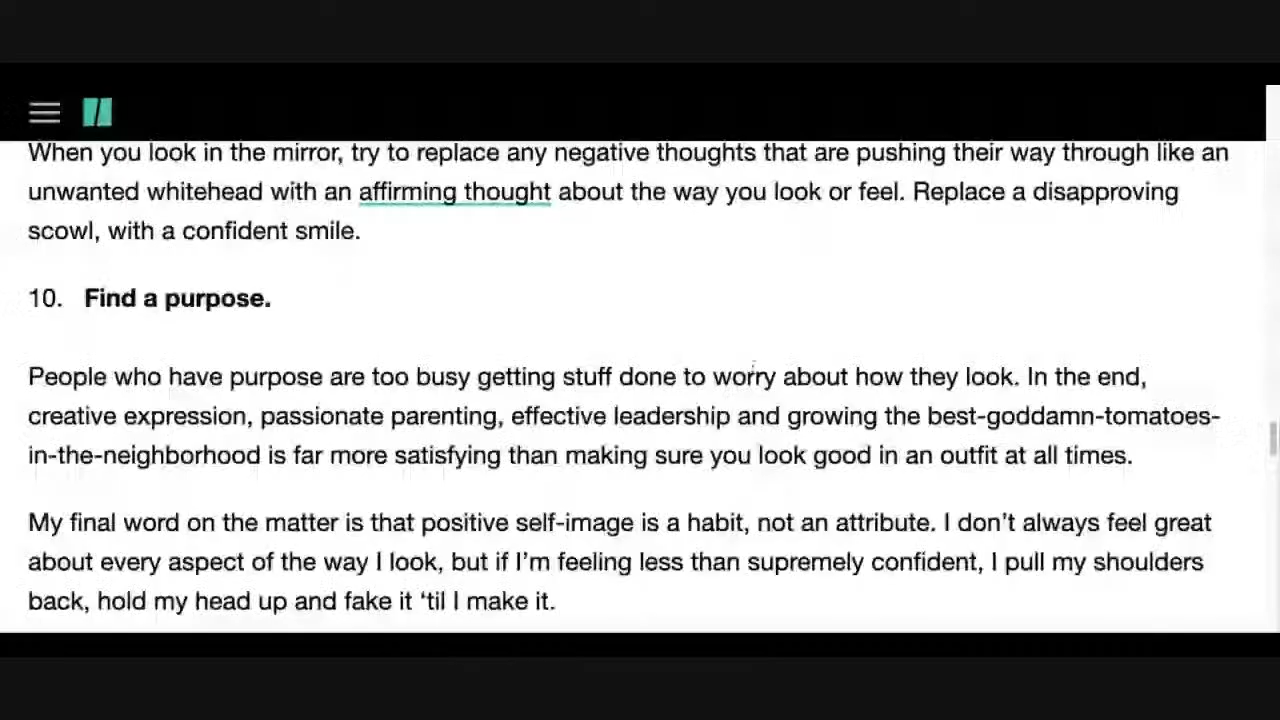 When you look in the mirror, try to replace any negative thoughts that are pushing their way through like an
unwanted whitehead with an affirming thought about the way you look or feel. Replace a disapproving
scowl, with a confident smile.
10. Find a purpose.
People who have purpose are too busy getting stuff done to worry about how they look. In the end,
creative expression, passionate parenting, effective leadership and growing the best-goddamn-tomatoes-
in-the-neighborhood is far more satisfying than making sure you look good in an outfit at all times.
My final word on the matter is that positive self-image is a habit, not an attribute. I don’t always feel great
about every aspect of the way I look, but if I’m feeling less than supremely confident, I pull my shoulders
back, hold my head up and fake it ‘til I make it.